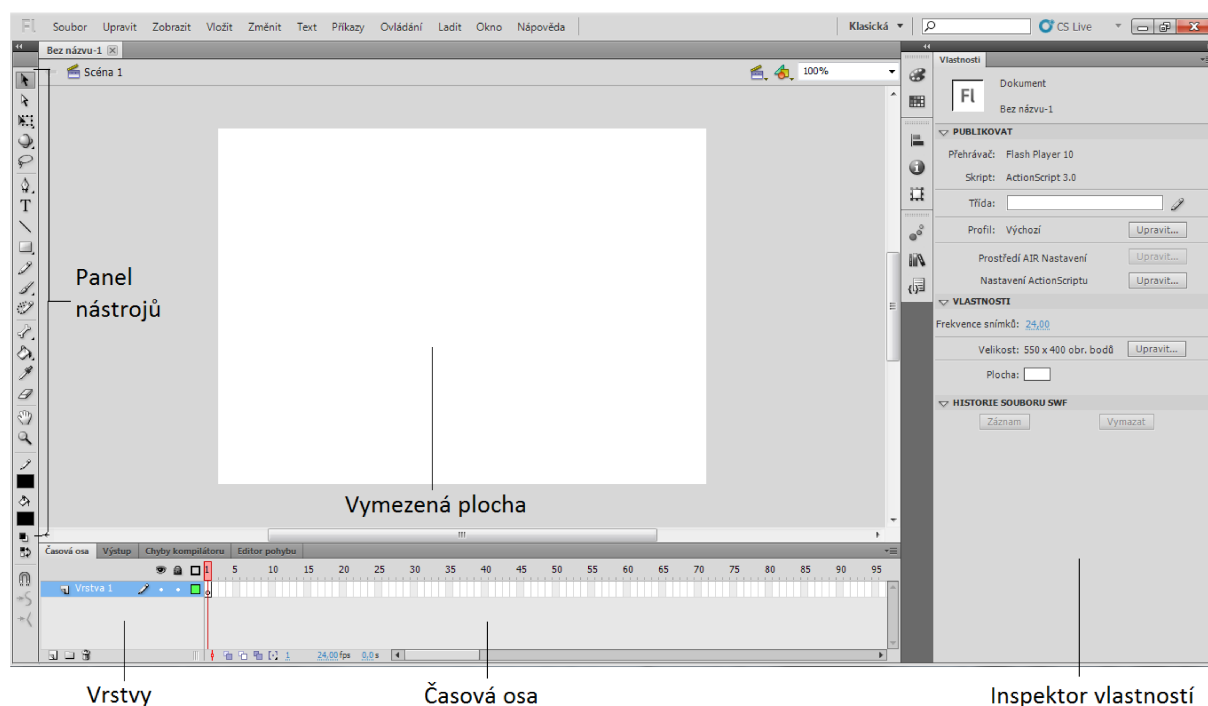 Fl Soubor Upravit Zobrazit Vložit Změnit Text Příkazy Ovládání Ladit Okno Nápověda Klasická CS Live
Bez názvu-1
Scéna 1 100%
Panel
nástrojů
Vymezená plocha
Vlastnosti
Fl Dokument
Bez názvu-1
PUBLIKOVAT
Přehrávač: Flash Player 10
Skript: ActionScript 3.0
Třída:
Profil: Výchozí Upravit...
Prostředí AIR Nastavení Upravit...
Nastavení ActionScriptu Upravit...
VLASTNOSTI
Frekvence snímků: 24,00
Velikost: 550 x 400 obr. bodů Upravit...
Plocha:
HISTORIE SOUBORU SWF
Záznam Vymazat
Časová osa Výstup Chyby kompilátoru Editor pohybu
1 5 10 15 20 25 30 35 40 45 50 55 60 65 70 75 80 85 90 95
Vrstva 1
1 24,00 fps 0,0 s
Vrstvy Časová osa Inspektor vlastností